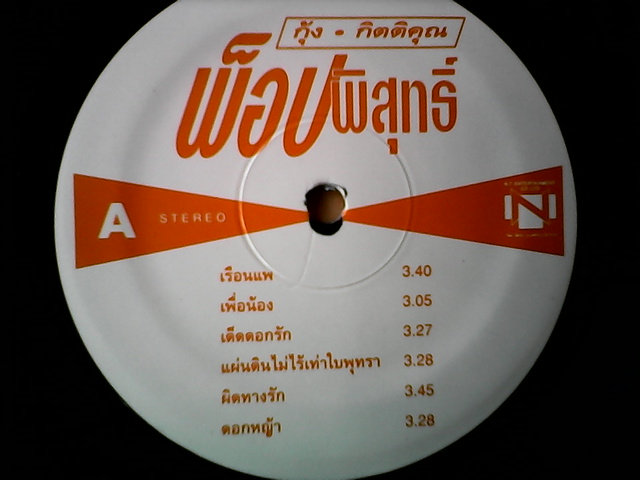 กุ้ง • กิตติคุณ
พ็อปพิสุทธิ์
A STEREO
เรือนแพ 3.40
เพื่อน้อง 3.05
เด็ดดอกรัก 3.27
แผ่นดินไม่ไร้เท่าใบพุทรา 3.28
ผิดทางรัก 3.45
ดอกหญ้า 3.28